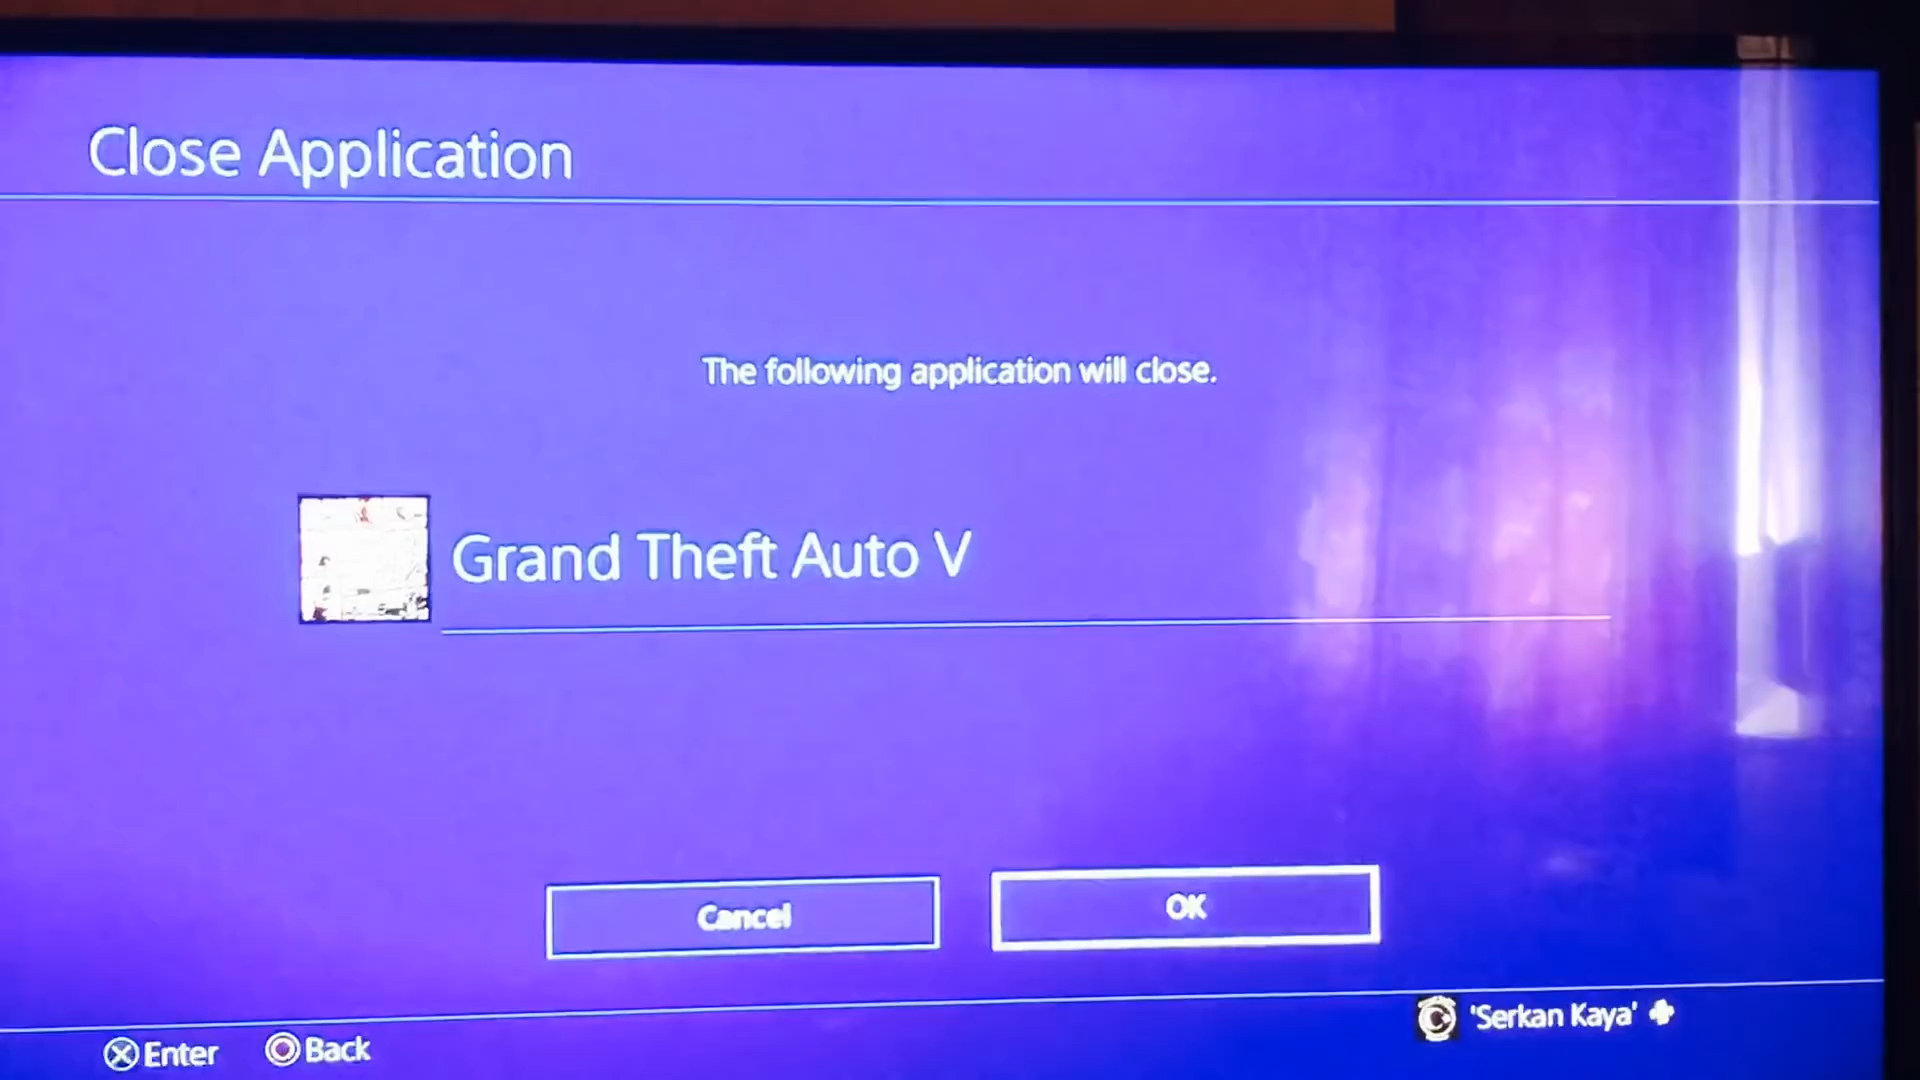 Close Application
The following application will close.
Grand Theft Auto V
Cancel
OK
'Serkan Kaya'
Enter
Back